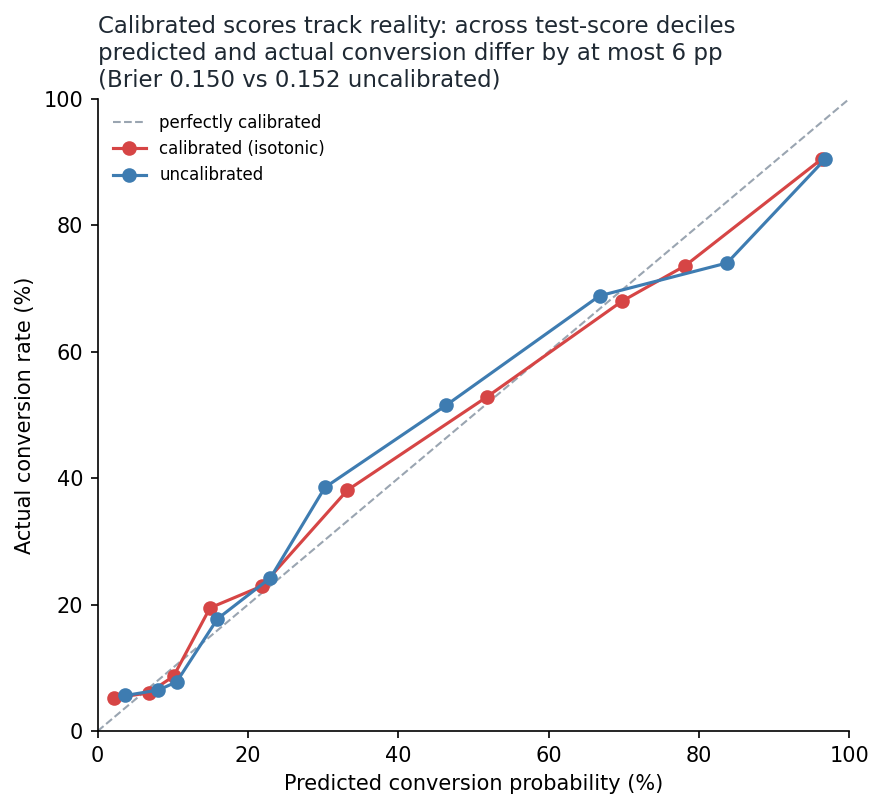 Calibrated scores track reality: across test-score deciles
predicted and actual conversion differ by at most 6 pp
(Brier 0.150 vs 0.152 uncalibrated)
100
80
60
40
20
0
perfectly calibrated
calibrated (isotonic)
uncalibrated
Actual conversion rate (%)
0 20 40 60 80 100
Predicted conversion probability (%)